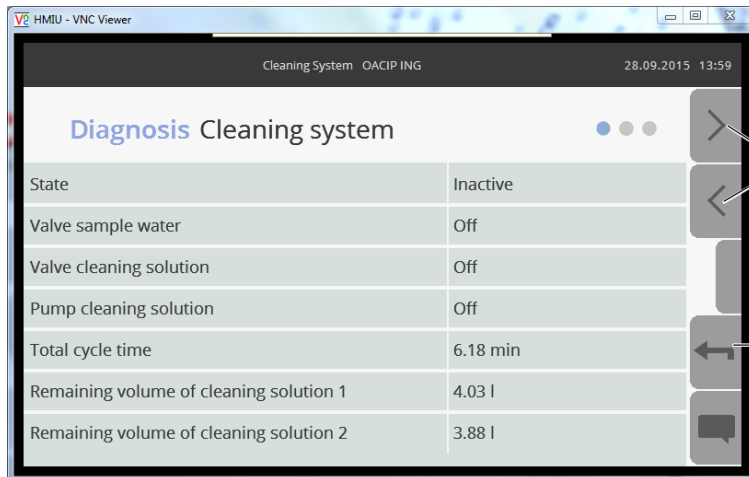 HMIU - VNC Viewer
Cleaning System OACIP ING 28.09.2015 13:59
Diagnosis Cleaning system
State Inactive
Valve sample water Off
Valve cleaning solution Off
Pump cleaning solution Off
Total cycle time 6.18 min
Remaining volume of cleaning solution 1 4.03 l
Remaining volume of cleaning solution 2 3.88 l